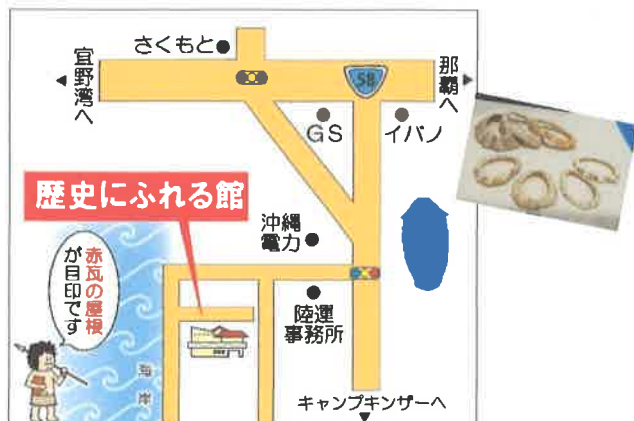 さくもと
宜野湾へ
58
那覇へ
GS
イバノ
歴史にふれる館
沖縄
電力
赤瓦の屋根
が目印です
陸運
事務所
海岸
キャンプキンザーへ